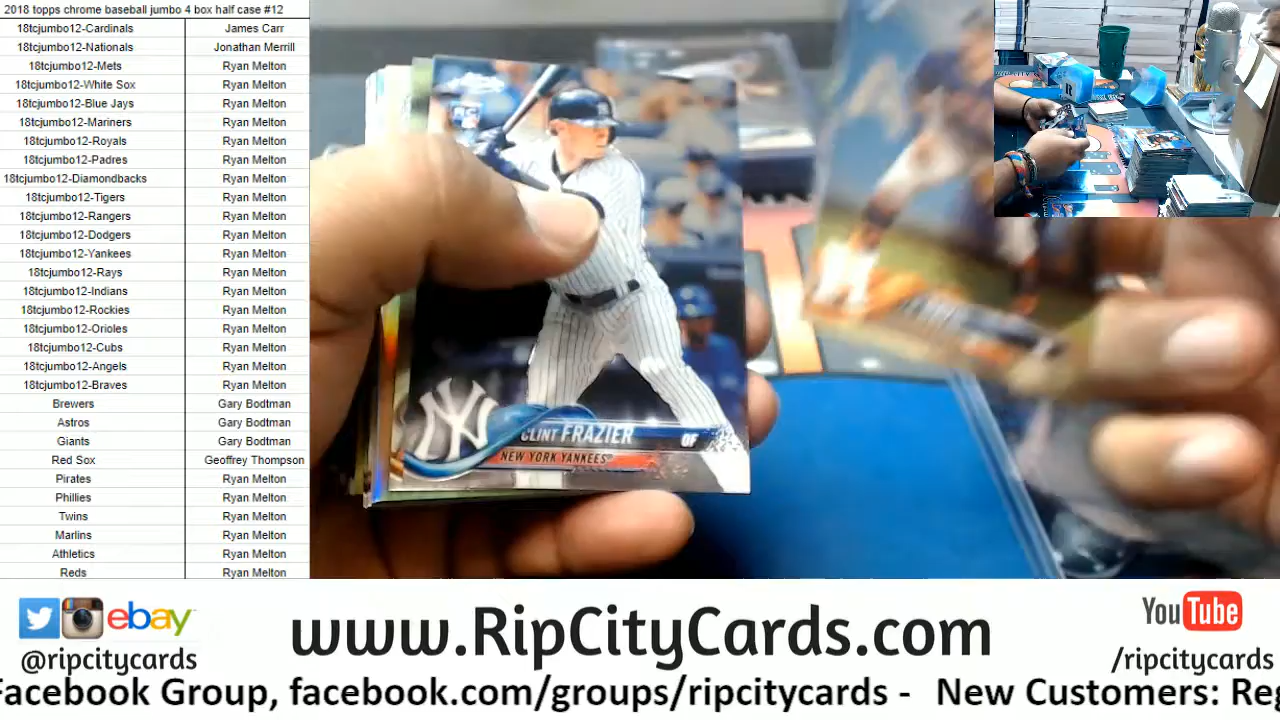 2018 topps chrome baseball jumbo 4 box half case #12
18tcjumbo12-Cardinals James Carr
18tcjumbo12-Nationals Jonathan Merrill
18tcjumbo12-Mets Ryan Melton
18tcjumbo12-White Sox Ryan Melton
18tcjumbo12-Blue Jays Ryan Melton
18tcjumbo12-Mariners Ryan Melton
18tcjumbo12-Royals Ryan Melton
18tcjumbo12-Padres Ryan Melton
18tcjumbo12-Diamondbacks Ryan Melton
18tcjumbo12-Tigers Ryan Melton
18tcjumbo12-Rangers Ryan Melton
18tcjumbo12-Dodgers Ryan Melton
18tcjumbo12-Yankees Ryan Melton
18tcjumbo12-Rays Ryan Melton
18tcjumbo12-Indians Ryan Melton
18tcjumbo12-Rockies Ryan Melton
18tcjumbo12-Orioles Ryan Melton
18tcjumbo12-Cubs Ryan Melton
18tcjumbo12-Angels Ryan Melton
18tcjumbo12-Braves Ryan Melton
Brewers Gary Bodtman
Astros Gary Bodtman
Giants Gary Bodtman
Red Sox Geoffrey Thompson
Pirates Ryan Melton
Phillies Ryan Melton
Twins Ryan Melton
Marlins Ryan Melton
Athletics Ryan Melton
Reds Ryan Melton
RC
CLINT FRAZIER OF
NEW YORK YANKEES
ebay
@ripcitycards
www.RipCityCards.com
YouTube
/ripcitycards
Facebook Group, facebook.com/groups/ripcitycards - New Customers: Reg